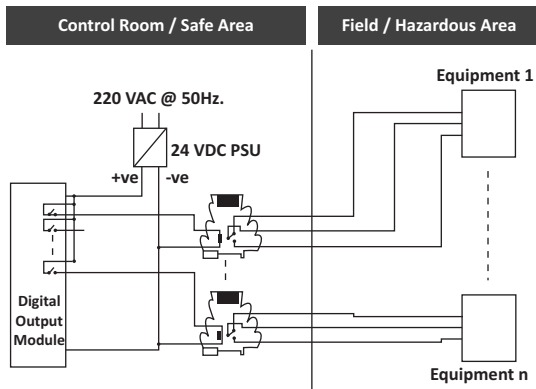 Control Room / Safe Area
Field / Hazardous Area
Equipment 1
220 VAC @ 50Hz.
24 VDC PSU
+ve
-ve
Digital
Output
Module
Equipment n